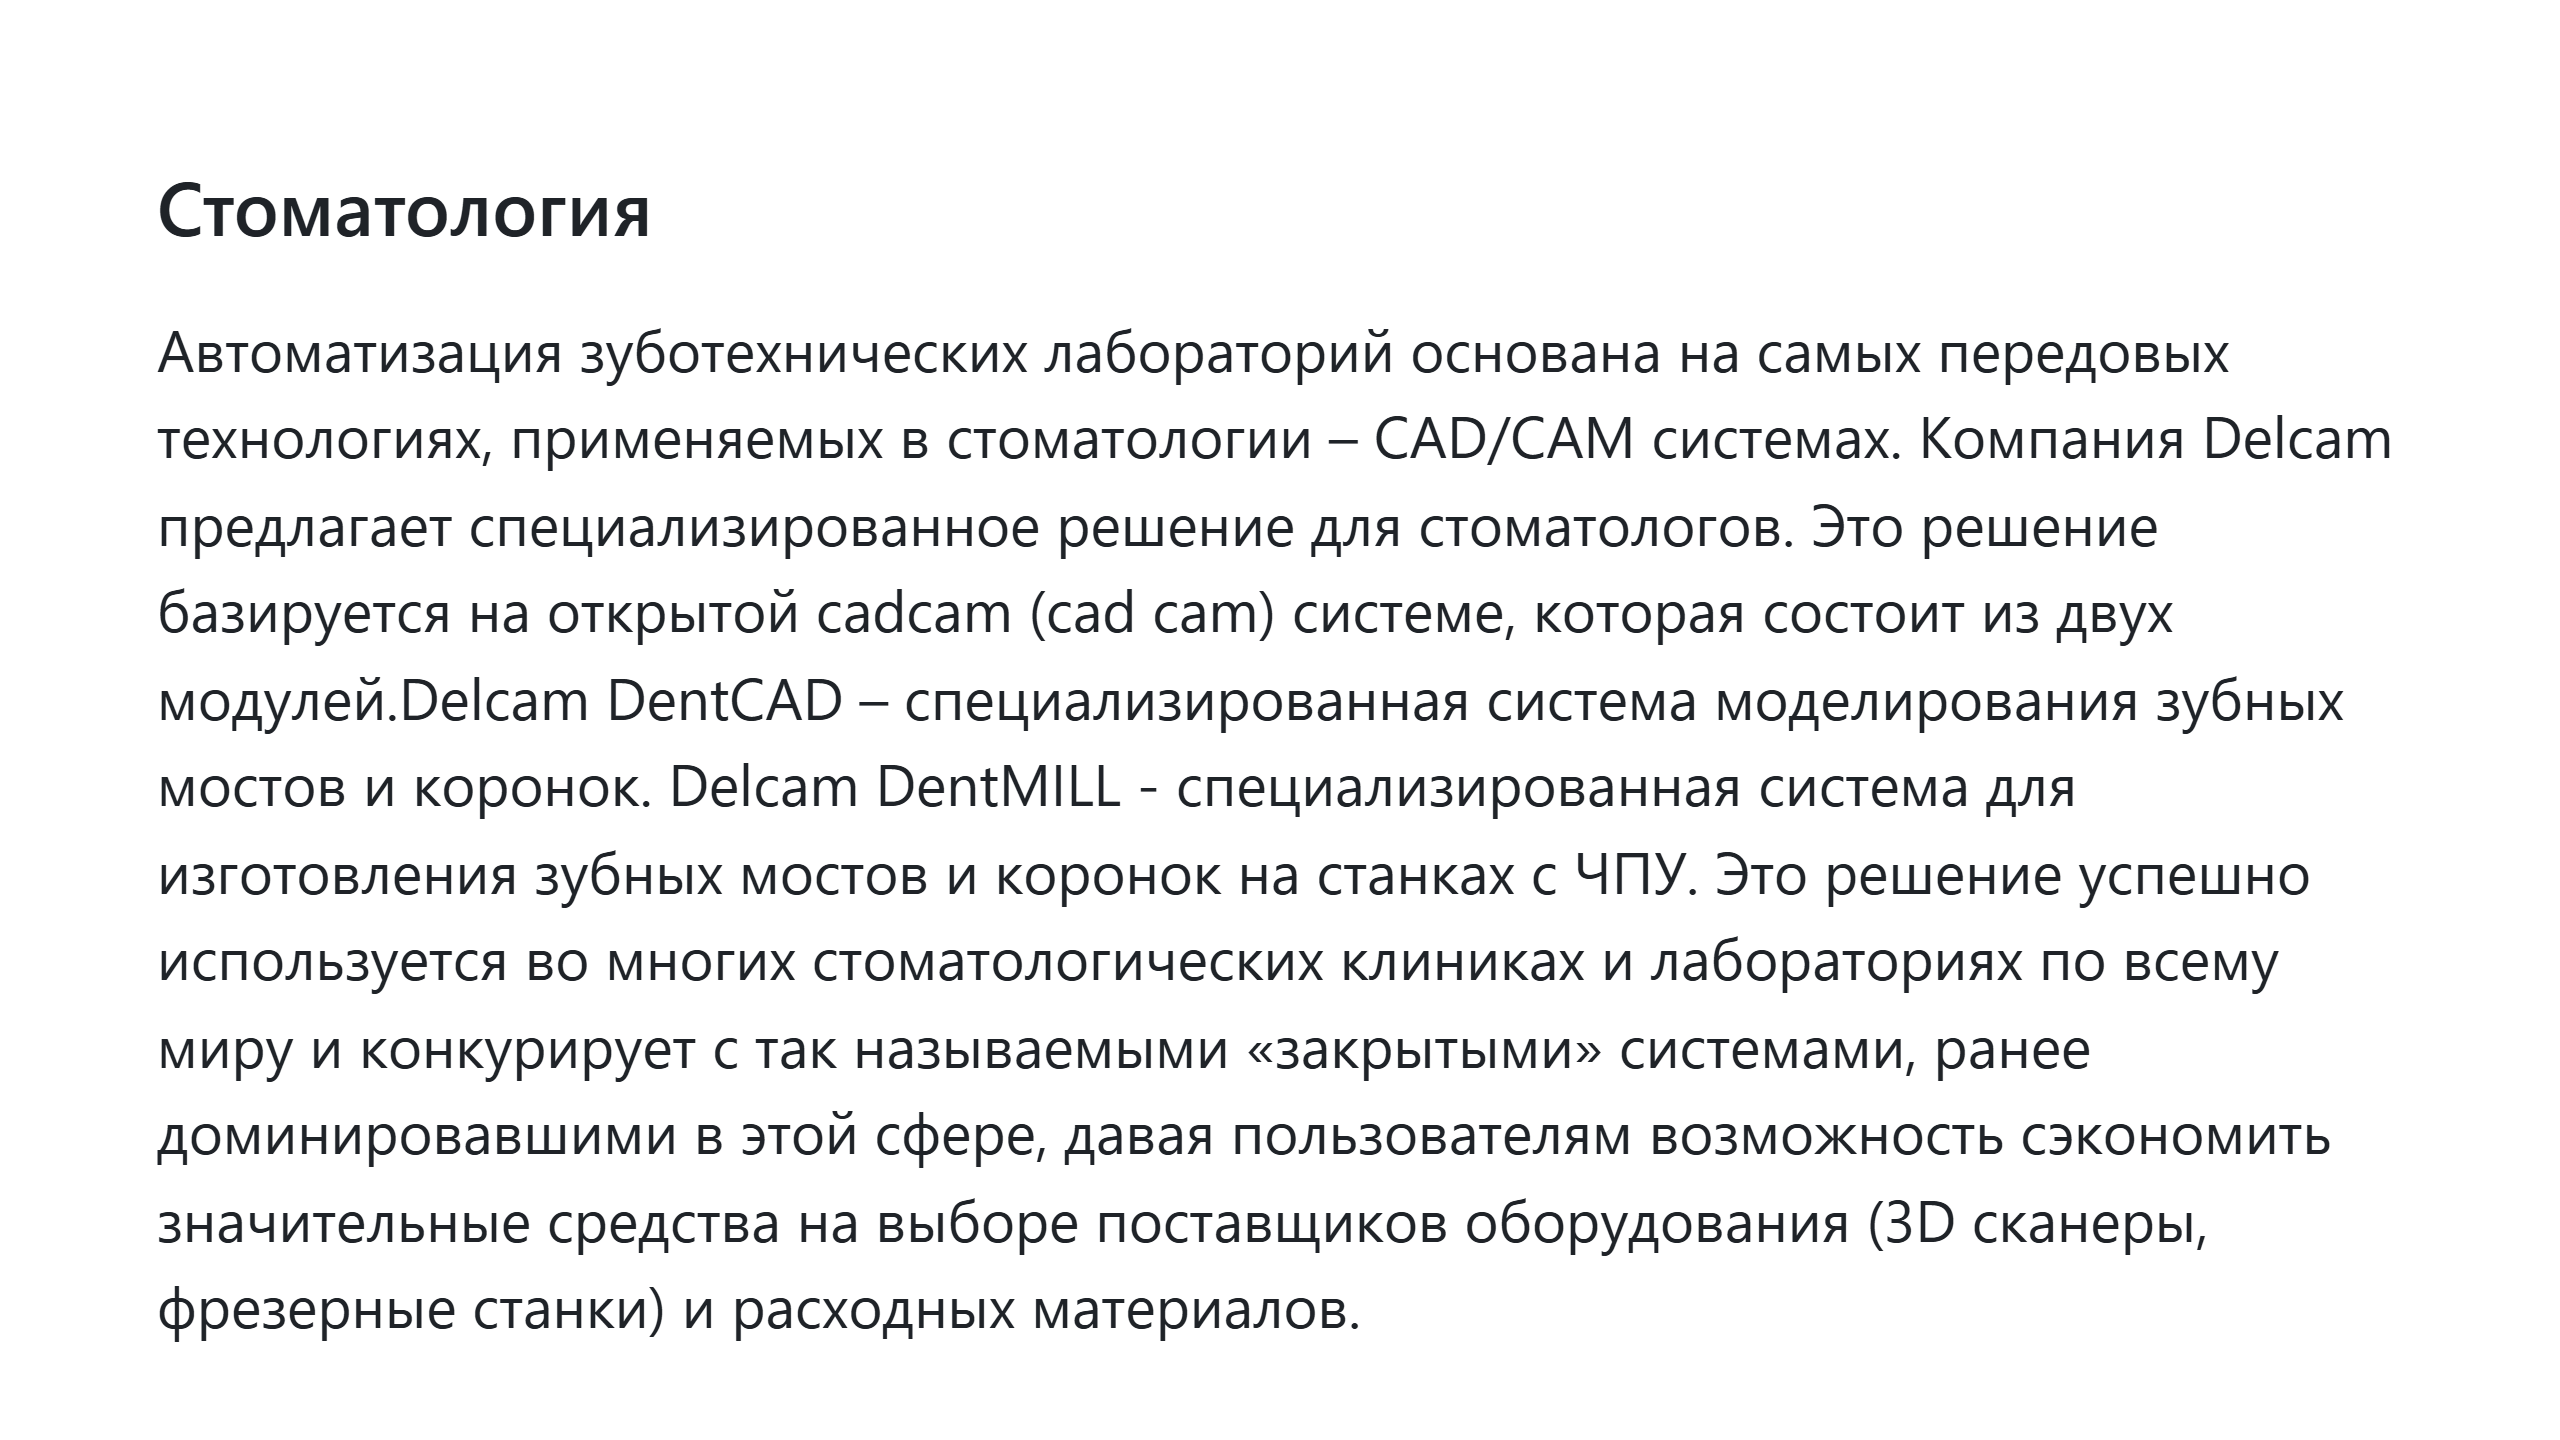 Стоматология
Автоматизация зуботехнических лабораторий основана на самых передовых
технологиях, применяемых в стоматологии – CAD/CAM системах. Компания Delcam
предлагает специализированное решение для стоматологов. Это решение
базируется на открытой cadcam (cad cam) системе, которая состоит из двух
модулей.Delcam DentCAD – специализированная система моделирования зубных
мостов и коронок. Delcam DentMILL - специализированная система для
изготовления зубных мостов и коронок на станках с ЧПУ. Это решение успешно
используется во многих стоматологических клиниках и лабораториях по всему
миру и конкурирует с так называемыми «закрытыми» системами, ранее
доминировавшими в этой сфере, давая пользователям возможность сэкономить
значительные средства на выборе поставщиков оборудования (3D сканеры,
фрезерные станки) и расходных материалов.